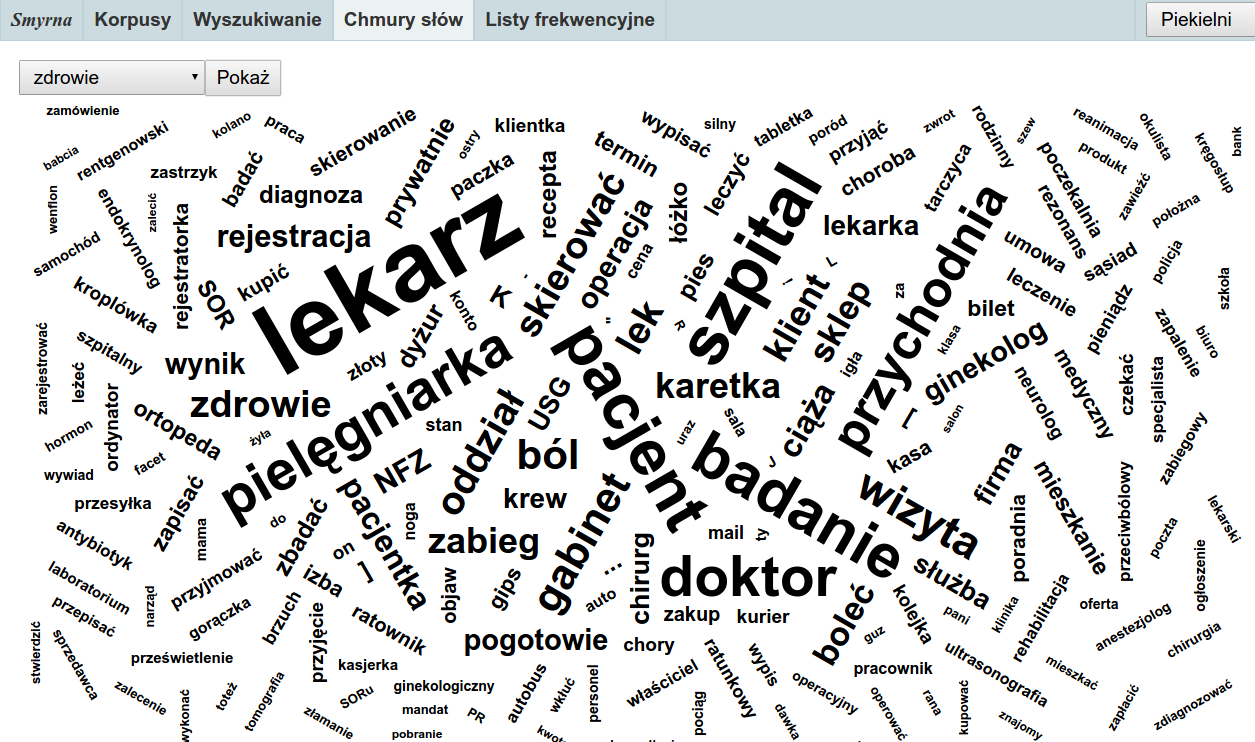 Smyrna Korpusy Wyszukiwanie Chmury słów Listy frekwencyjne Piekielni
zdrowie Pokaż
zamówienie
kolano
praca
skierowanie
prywatnie
ostry
klientka
termin
wypisać
silny
tabletka
poród
przyjąć
zwrot
rodzinny
szew
reanimacja
okulista
kręgosłup
bank
babcia
rentgenowski
zastrzyk
badać
diagnoza
paczka
recepta
leczyć
choroba
tarczyca
poczekalnia
produkt
zawieźć
położna
wenflon
endokrynolog
zalecić
rejestratorka
rejestracja
lekarz
skierować
operacja
łóżko
szpital
lekarka
przychodnia
rezonans
umowa
sąsiad
policja
samochód
kroplówka
SOR
kupić
K
cena
pies
L
klient
sklep
za
bilet
leczenie
pieniądz
szkoła
zarejestrować
szpitalny
leżeć
wynik
złoty
dyżur
konto
"
lek
R
!
igła
klasa
ginekolog
medyczny
zapalenie
biuro
zdrowie
pielęgniarka
USG
pacjent
karetka
ciąża
[
salon
neurolog
czekać
specjalista
hormon
ordynator
ortopeda
żyła
stan
oddział
ból
uraz
sala
J
kasa
firma
mieszkanie
zabiegowy
wywiad
facet
NFZ
krew
badanie
wizyta
poradnia
przeciwbólowy
lekarski
przesyłka
zapisać
mama
do
zbadać
pacjentka
noga
zabieg
gabinet
mail
ty
poczta
antybiotyk
on
]
izba
...
chirurg
doktor
służba
ogłoszenie
laboratorium
narząd
przyjmować
objaw
gips
auto
zakup
kurier
boleć
kolejka
pani
klinika
rehabilitacja
oferta
anestezjolog
chirurgia
przepisać
gorączka
brzuch
przyjęcie
ratownik
pogotowie
chory
guz
ultrasonografia
stwierdzić
sprzedawca
prześwietlenie
kasjerka
ginekologiczny
autobus
wkłuć
personel
właściciel
ratunkowy
wypis
pracownik
operacyjny
mieszkać
zalecenie
wykonać
toteż
tomografia
SORu
złamanie
mandat
pobranie
PR
pociąg
dawka
operować
rana
kupować
znajomy
zapłacić
zdiagnozować